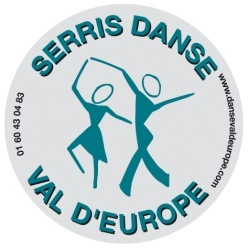 SERRIS DANSE
01 60 43 04 83
www.dansevaldeurope.com
VAL D'EUROPE